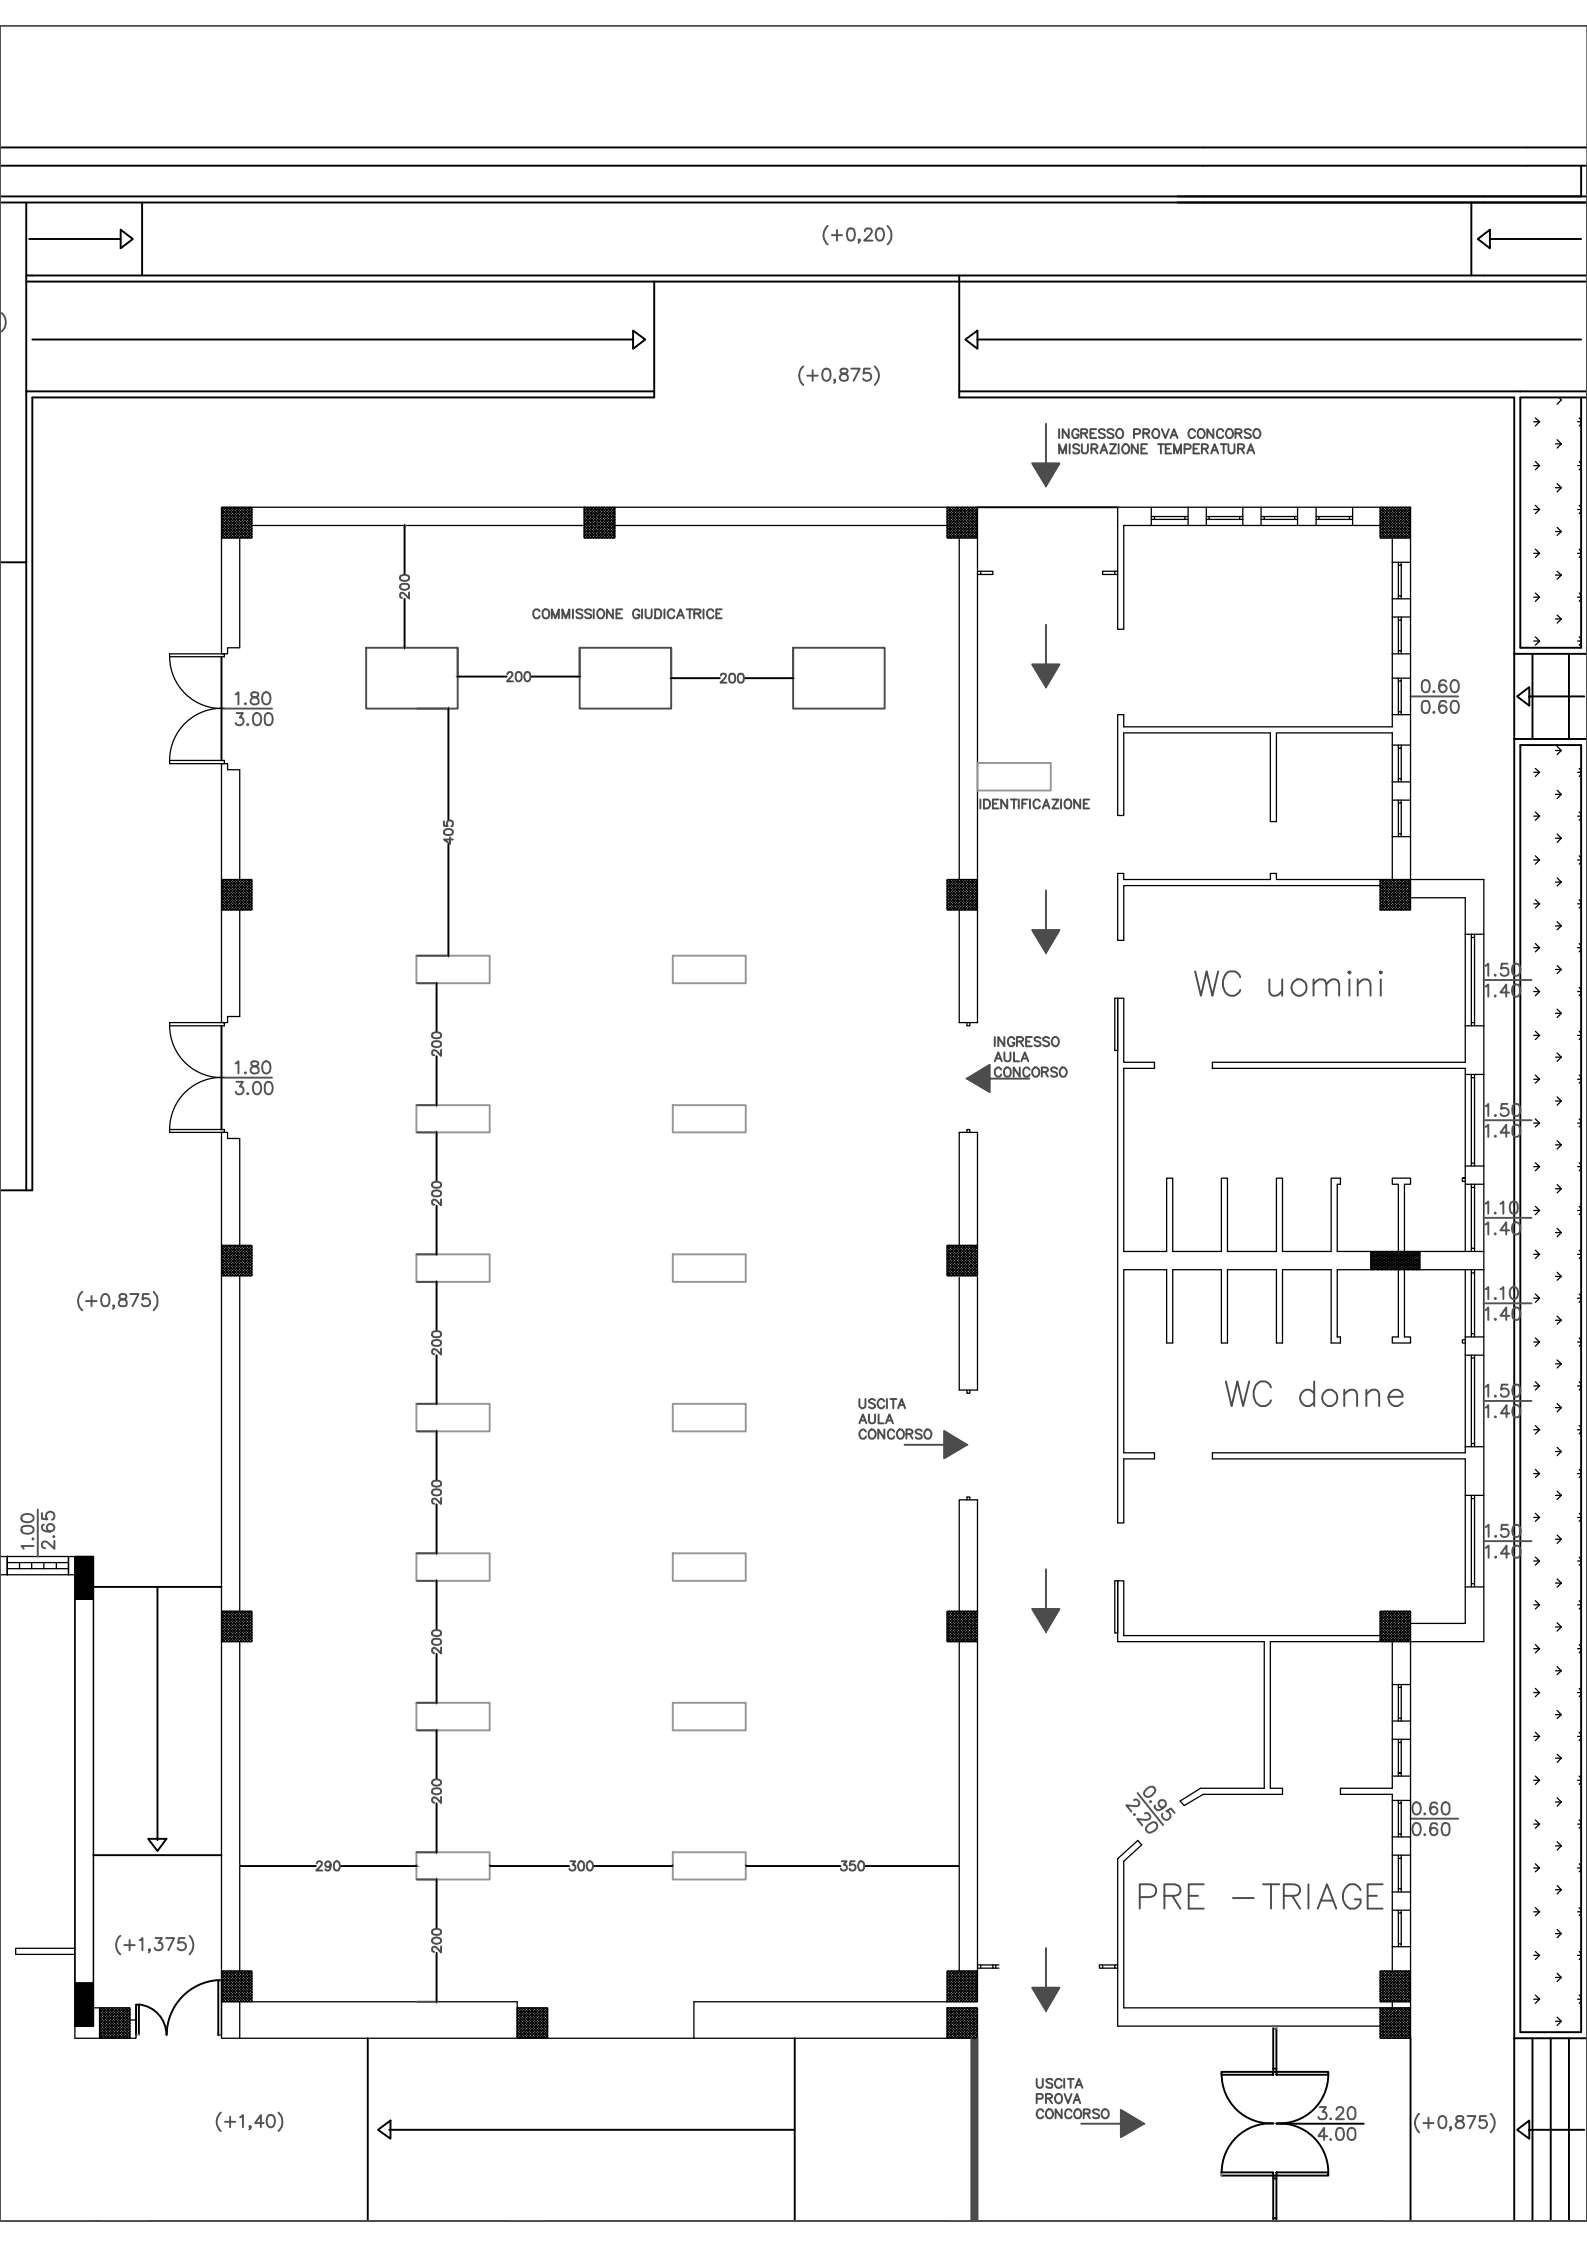 (+0,20)
)
(+0,875)
INGRESSO PROVA CONCORSO
MISURAZIONE TEMPERATURA
200
COMMISSIONE GIUDICATRICE
200
200
1.80
3.00
0.60
0.60
IDENTIFICAZIONE
405
WC uomini
1.50
1.40
200
INGRESSO
AULA
CONCORSO
1.80
3.00
1.50
1.40
200
1.10
1.40
(+0,875)
1.10
1.40
200
WC donne
1.50
1.40
USCITA
AULA
CONCORSO
200
1.00
2.65
1.50
1.40
200
200
0.95
2.20
0.60
0.60
290
300
350
PRE -TRIAGE
(+1,375)
200
USCITA
PROVA
CONCORSO
3.20
4.00
(+1,40)
(+0,875)